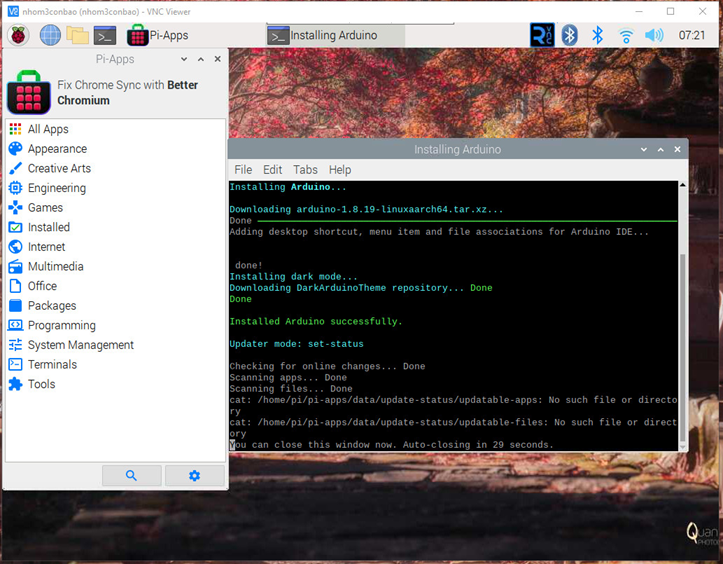 VE nhom3conbao) - VNC Viewer
Pi-Apps
Installing Arduino
07:21
Pi-Apps
Fix Chrome Sync with Better
Chromium
All Apps
Appearance
Creative Arts
Engineering
Games
Installed
Internet
Multimedia
Office
Packages
Programming
System Management
Terminals
Tools
Installing Arduino
File Edit Tabs Help
Installing Arduino...
Downloading arduino-1.8.19-linuxaarch64.tar.xz...
Done
Adding desktop shortcut, menu item and file associations for Arduino IDE...
done!
Installing dark mode...
Downloading DarkArduinoTheme repository... Done
Done
Installed Arduino successfully.
Updater mode: set-status
Checking for online changes... Done
Scanning apps... Done
Scanning files... Done
cat: /home/pi/pi-apps/data/update-status/updatable-apps: No such file or directo
ry
cat: /home/pi/pi-apps/data/update-status/updatable-files: No such file or direct
ory
You can close this window now. Auto-closing in 29 seconds.
Quan
PHOTO